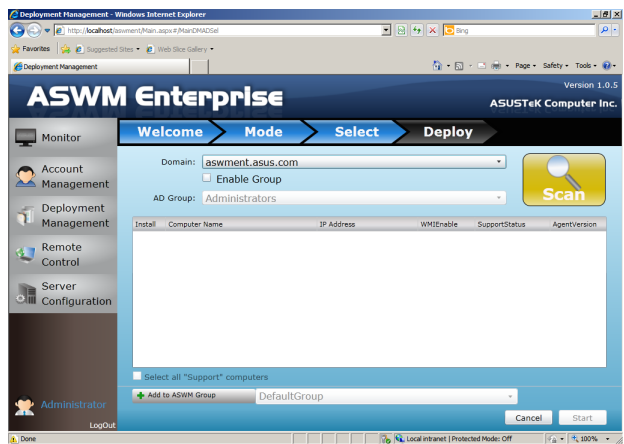 Deployment Management - Windows Internet Explorer
http://localhost/aswment/Main.aspx#/MainDMADSel
Bing
Favorites Suggested Sites Web Slice Gallery
Deployment Management
Page Safety Tools
Version 1.0.5
ASWM Enterprise
ASUSTeK Computer Inc.
Monitor
Account
Management
Deployment
Management
Remote
Control
Server
Configuration
Administrator
LogOut
Welcome Mode Select Deploy
Domain: aswment.asus.com
Enable Group
AD Group: Administrators
Scan
Install Computer Name IP Address WMIEnable SupportStatus AgentVersion
Select all "Support" computers
Add to ASWM Group DefaultGroup
Cancel Start
Done Local intranet | Protected Mode: Off 100%